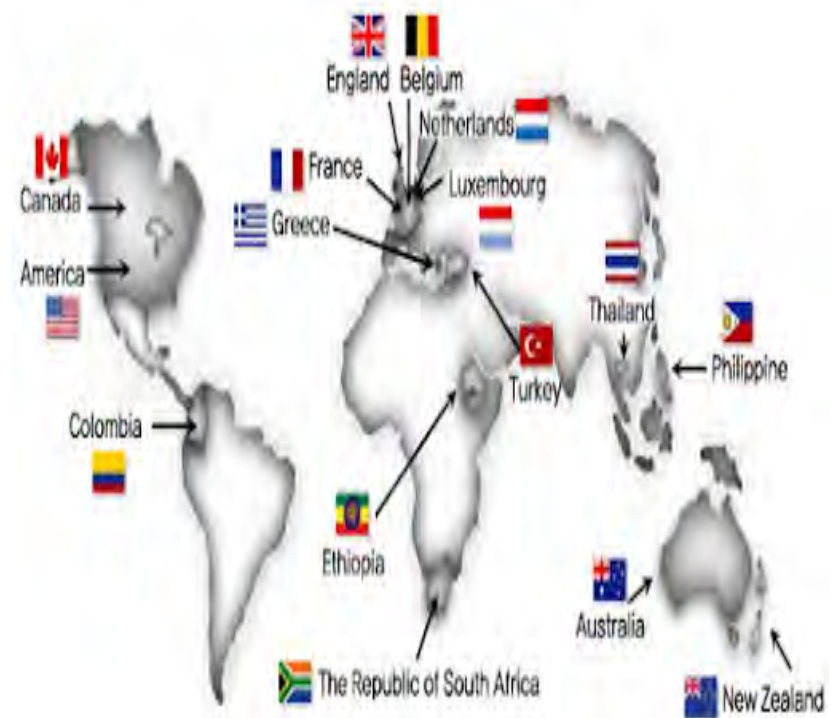 England Belgium
Netherlands
France
Luxembourg
Canada
Greece
America
Thailand
Philippine
Turkey
Colombia
Ethiopia
Australia
The Republic of South Africa
New Zealand